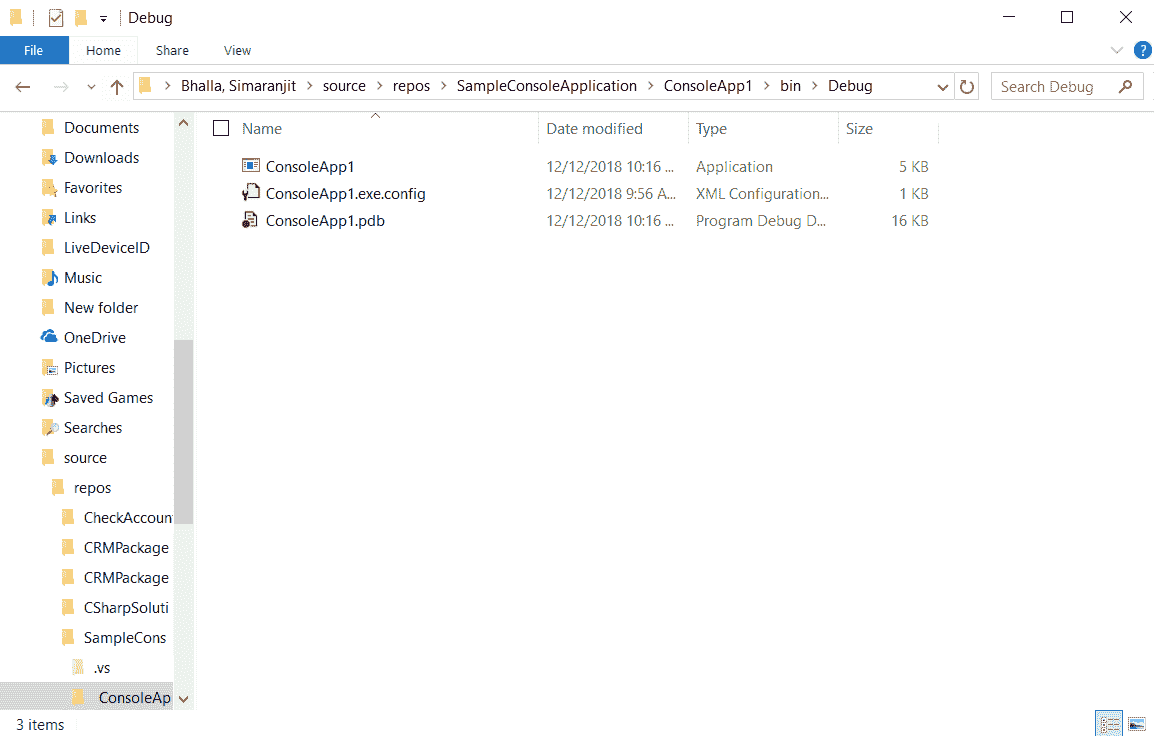 Debug
File Home Share View
Bhalla, Simaranjit source repos SampleConsoleApplication ConsoleApp1 bin Debug
Search Debug
Documents
Downloads
Favorites
Links
LiveDeviceID
Music
New folder
OneDrive
Pictures
Saved Games
Searches
source
repos
CheckAccoun
CRMPackage
CRMPackage
CSharpSoluti
SampleCons
.vs
ConsoleAp
Name Date modified Type Size
ConsoleApp1 12/12/2018 10:16 ... Application 5 KB
ConsoleApp1.exe.config 12/12/2018 9:56 A... XML Configuration... 1 KB
ConsoleApp1.pdb 12/12/2018 10:16 ... Program Debug D... 16 KB
3 items